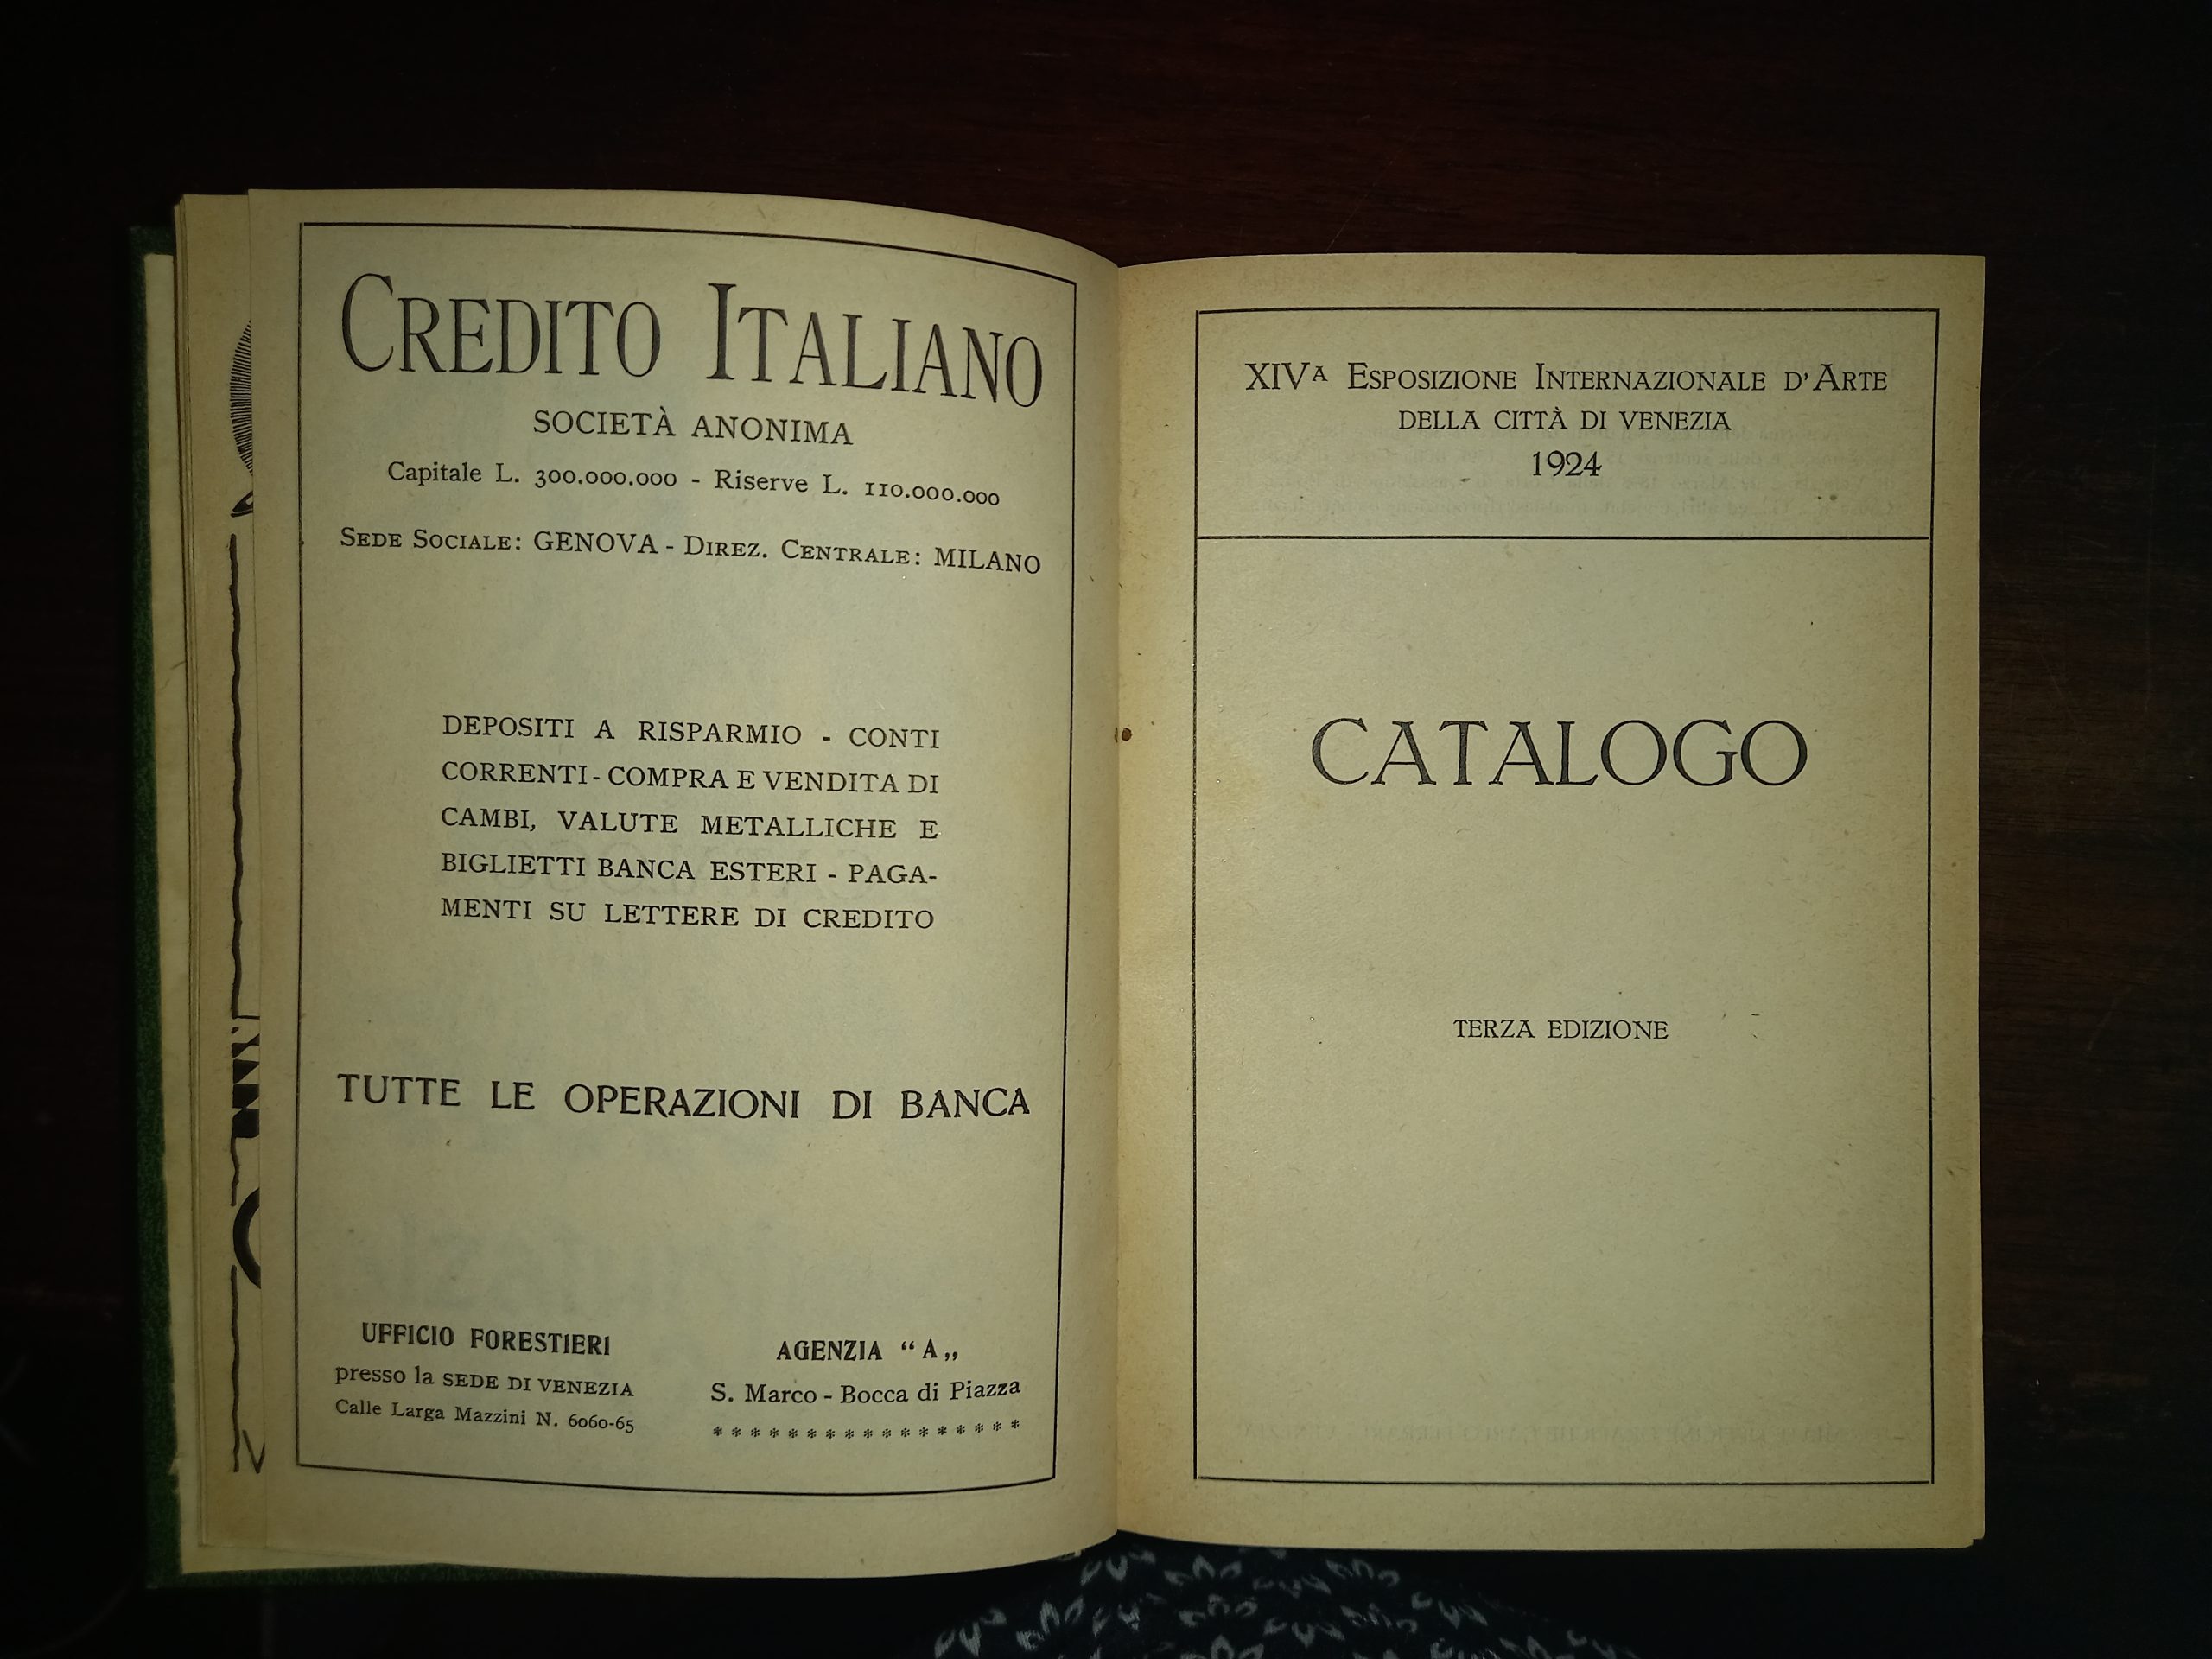 CREDITO ITALIANO
SOCIETÀ ANONIMA
Capitale L. 300.000.000 - Riserve L. 110.000.000
SEDE SOCIALE: GENOVA - DIREZ. CENTRALE: MILANO
DEPOSITI A RISPARMIO - CONTI
CORRENTI - COMPRA E VENDITA DI
CAMBI, VALUTE METALLICHE E
BIGLIETTI BANCA ESTERI - PAGA-
MENTI SU LETTERE DI CREDITO
TUTTE LE OPERAZIONI DI BANCA
UFFICIO FORESTIERI
presso la SEDE DI VENEZIA
Calle Larga Mazzini N. 6060-65
AGENZIA “ A „
S. Marco - Bocca di Piazza
* * * * * * * * * * * * * * * * *
XIVA ESPOSIZIONE INTERNAZIONALE D'ARTE
DELLA CITTÀ DI VENEZIA
1924
CATALOGO
TERZA EDIZIONE